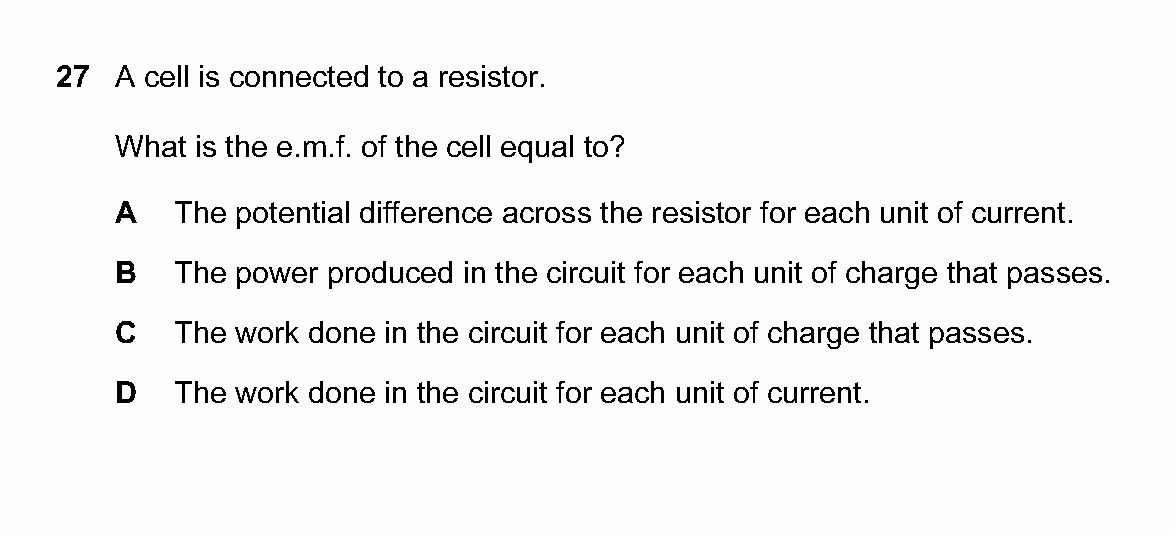 27 A cell is connected to a resistor.
What is the e.m.f. of the cell equal to?
A The potential difference across the resistor for each unit of current.
B The power produced in the circuit for each unit of charge that passes.
C The work done in the circuit for each unit of charge that passes.
D The work done in the circuit for each unit of current.